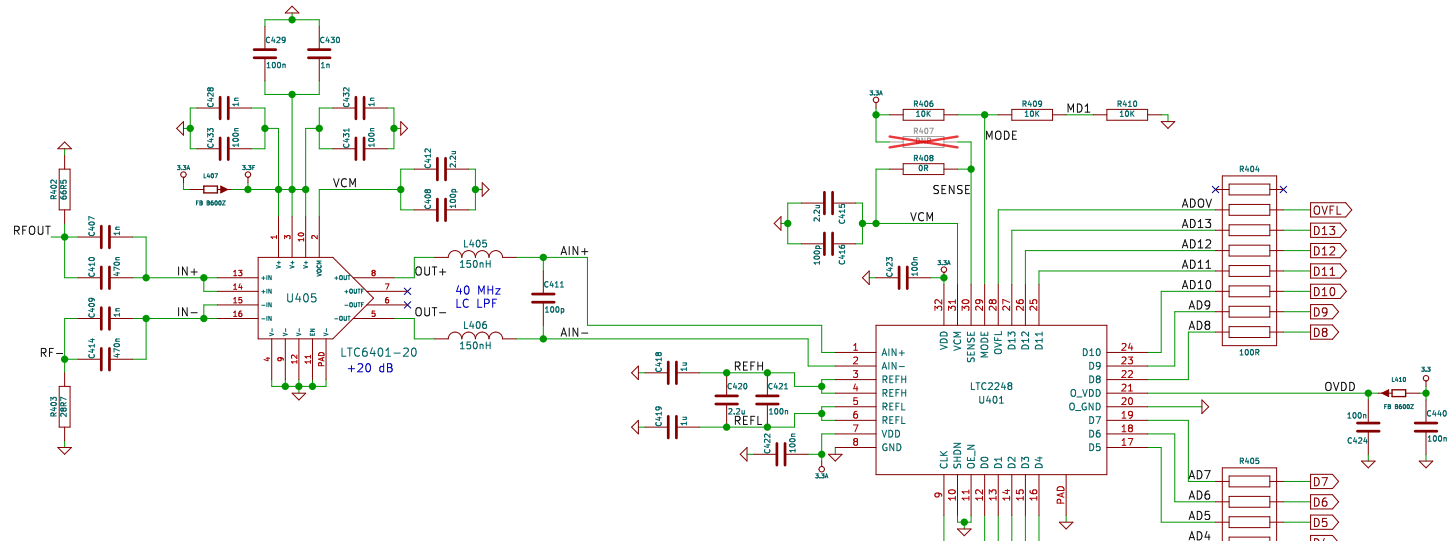 C429
100n
C430
1n
C428
1n
C433
100n
C432
1n
C431
100n
3.3A
L407
FB B600Z
3.3F
VCM
C412
2.2u
C408
100p
R402
66R5
RFOUT
C407
1n
C410
470n
IN+
C409
1n
IN-
RF-
C414
470n
R403
28R7
1
3
10
2
V+
V+
V+
VOCM
13
14
15
16
+IN
+IN
-IN
-IN
U405
+OUT
+OUTF
-OUTF
-OUT
8
7
6
5
V-
V-
V-
EN
V-
4
9
12
11
PAD
LTC6401-20
+20 dB
OUT+
OUT-
L405
150nH
40 MHz
LC LPF
L406
150nH
C411
100p
AIN+
AIN-
3.3A
R406
10K
R407
MODE
R409
10K
MD1
R410
10K
R408
0R
SENSE
2.2u
C415
100p
C416
VCM
C423
100n
3.3A
32
31
30
29
28
27
26
25
VDD
VCM
SENSE
MODE
OVFL
D13
D12
D11
1
2
3
4
5
6
7
8
AIN+
AIN-
REFH
REFH
REFL
REFL
VDD
GND
LTC2248
U401
D10
D9
D8
O_VDD
O_GND
D7
D6
D5
24
23
22
21
20
19
18
17
CLK
SHDN
OE_N
D0
D1
D2
D3
D4
PAD
9
10
11
12
13
14
15
16
C418
1u
REFH
C420
2.2u
C421
100n
C419
1u
REFL
C422
100n
3.3A
R404
ADOV
OVFL
AD13
D13
AD12
D12
AD11
D11
AD10
D10
AD9
D9
AD8
D8
100R
OVDD
3.3
L410
FB B600Z
100n
C424
C440
100n
R405
AD7
D7
AD6
D6
AD5
D5
AD4